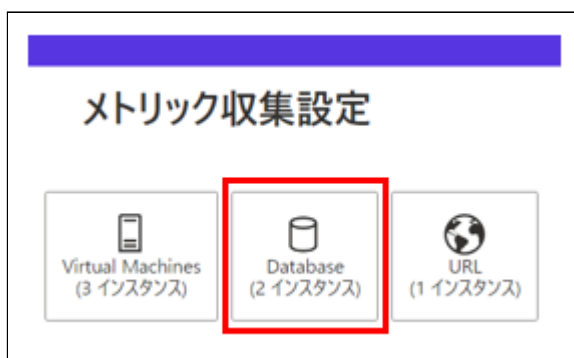 メトリック収集設定
Virtual Machines
(3 インスタンス)
Database
(2 インスタンス)
URL
(1 インスタンス)